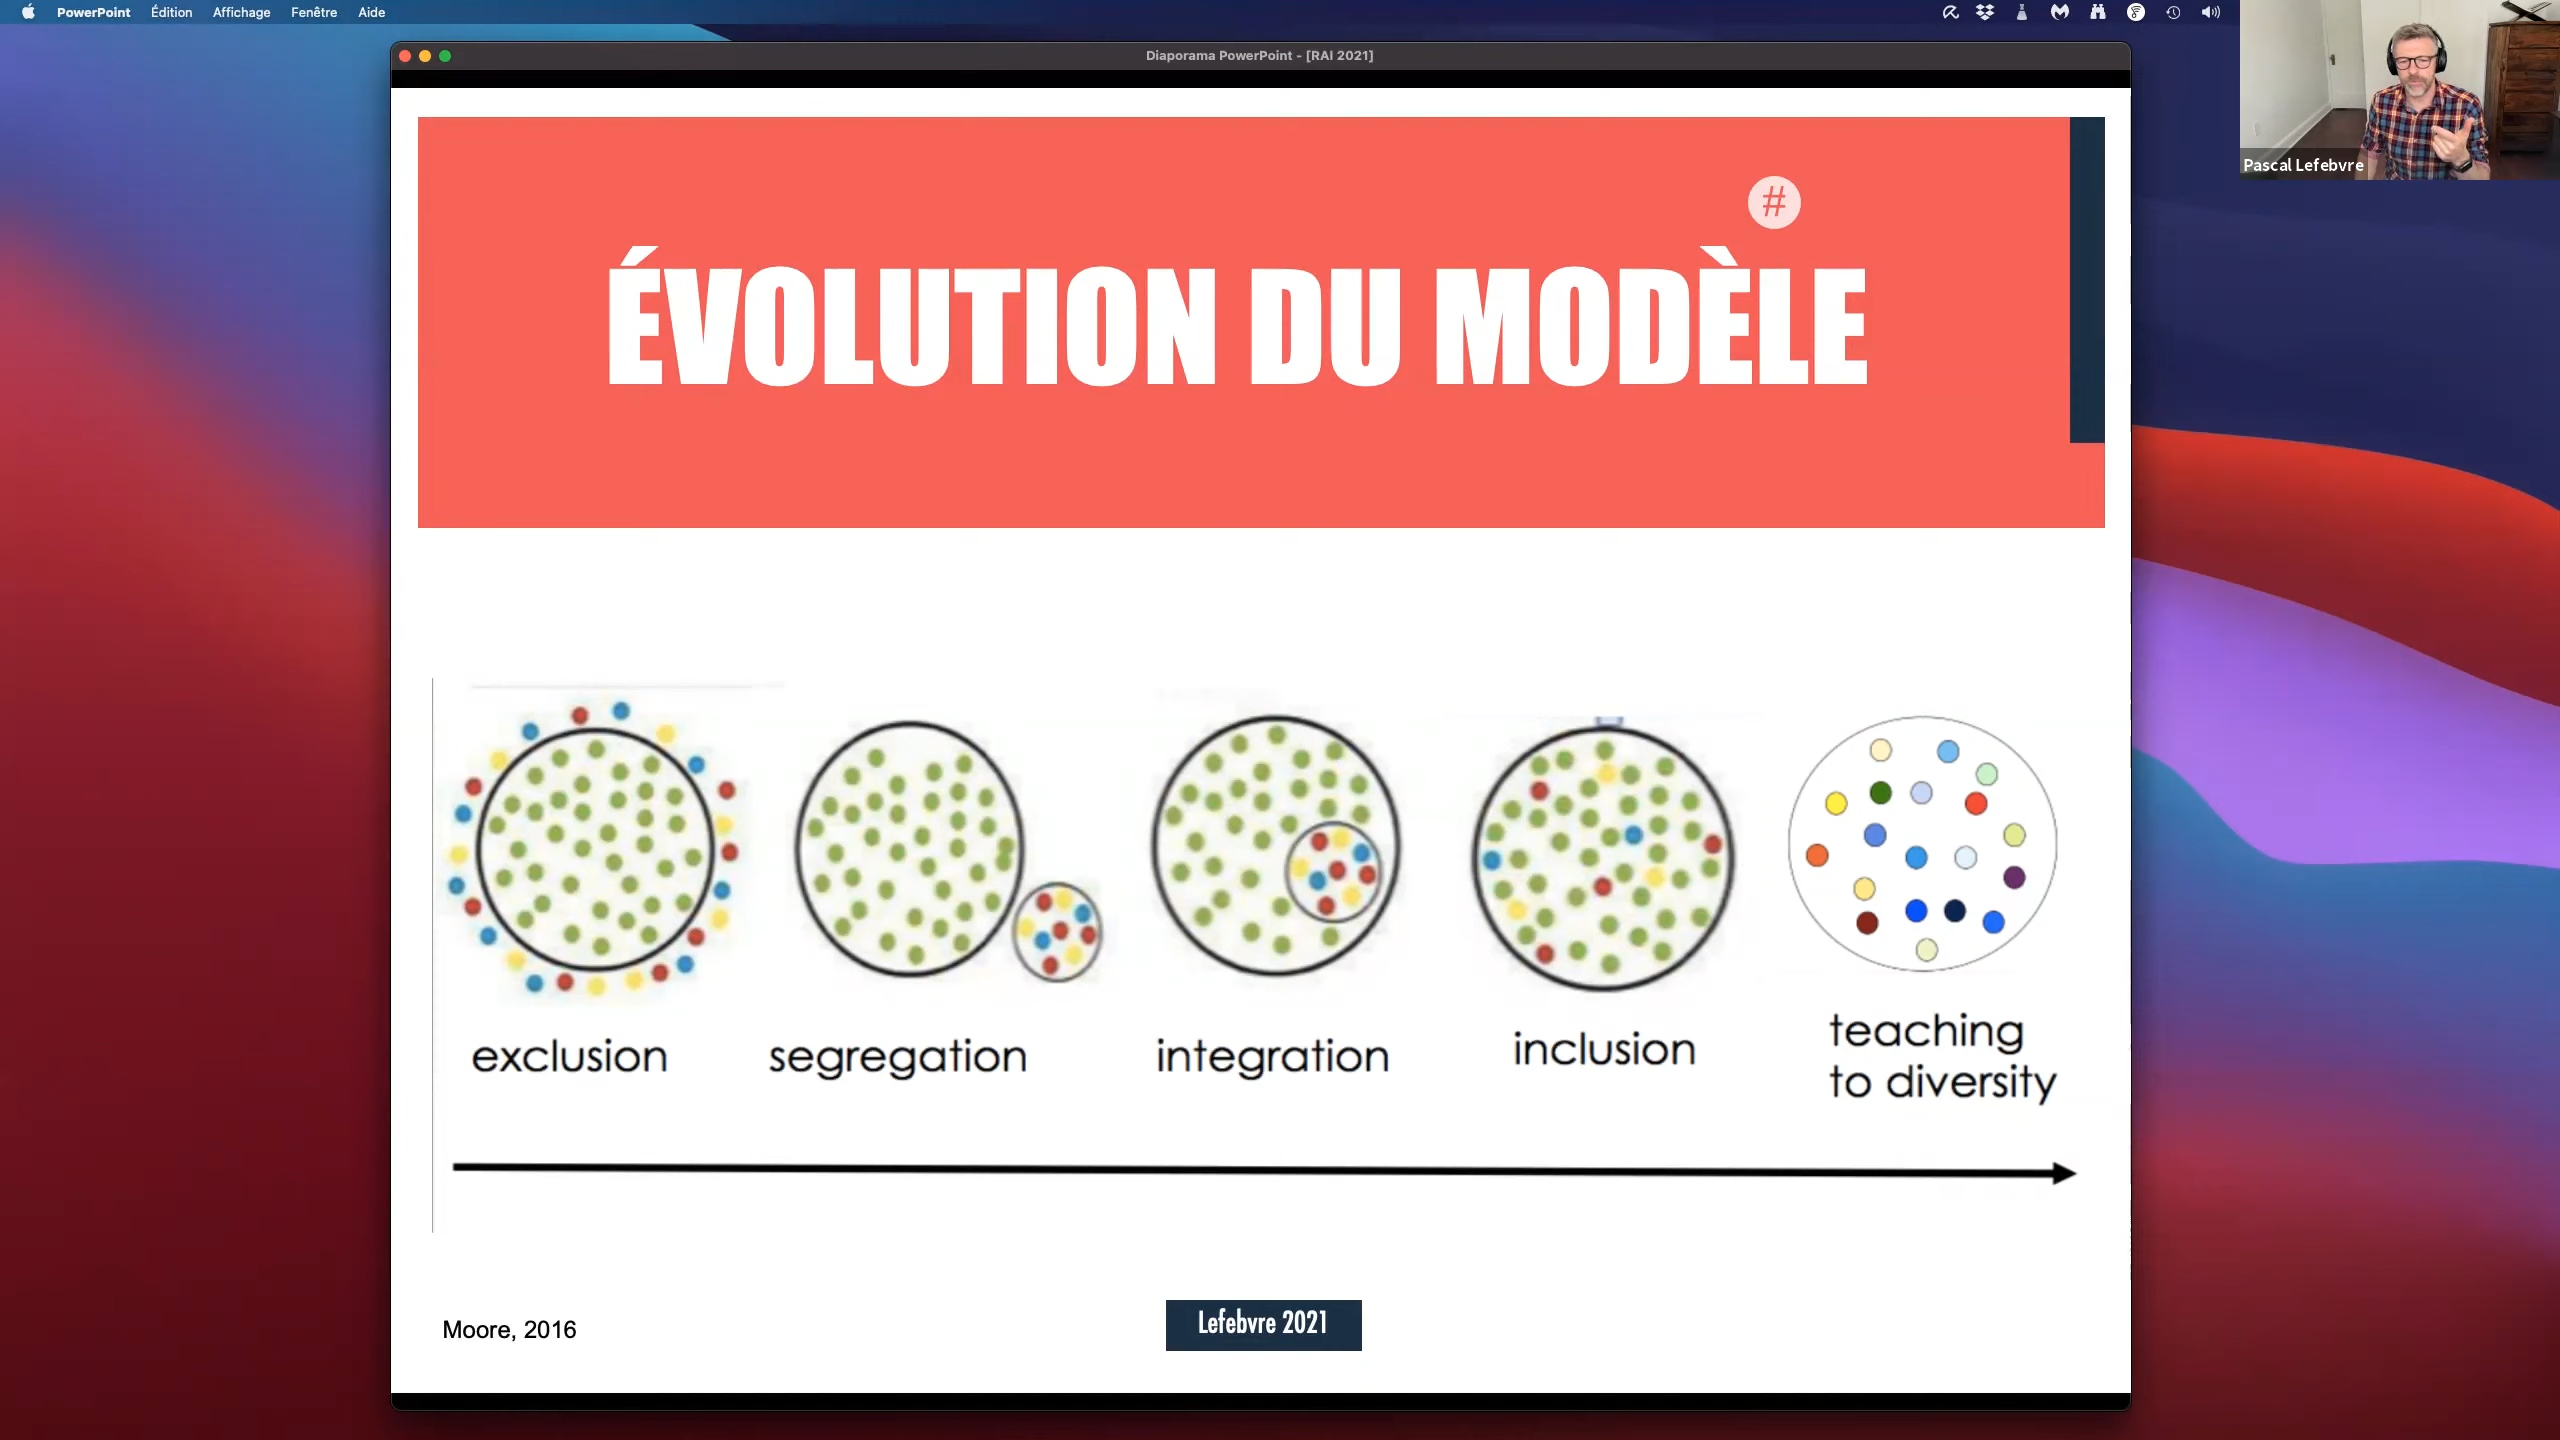 PowerPoint Édition Affichage Fenêtre Aide
Diaporama PowerPoint - [RAI 2021]
Pascal Lefebvre
#
ÉVOLUTION DU MODÈLE
exclusion
segregation
integration
inclusion
teaching
to diversity
Moore, 2016
Lefebvre 2021